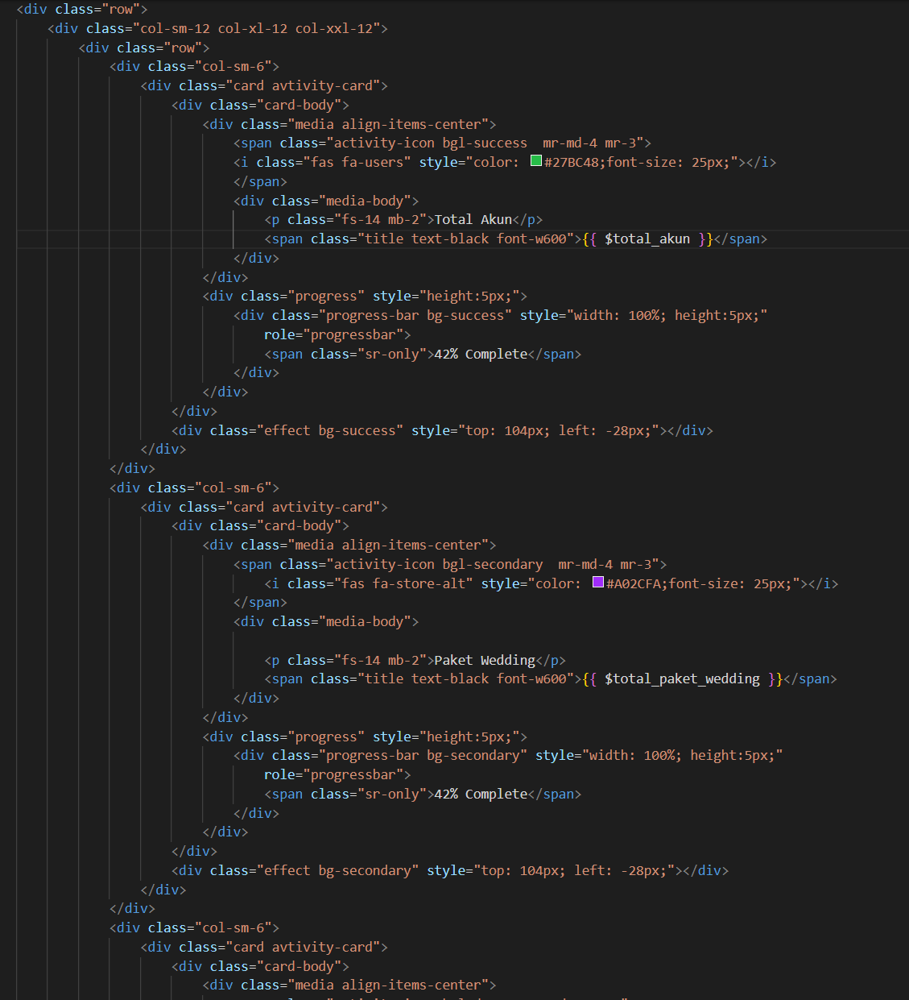 <div class="row">
<div class="col-sm-12 col-xl-12 col-xxl-12">
<div class="row">
<div class="col-sm-6">
<div class="card avtivity-card">
<div class="card-body">
<div class="media align-items-center">
<span class="activity-icon bgl-success  mr-md-4 mr-3">
<i class="fas fa-users" style="color: #27BC48;font-size: 25px;"></i>
</span>
<div class="media-body">
<p class="fs-14 mb-2">Total Akun</p>
<span class="title text-black font-w600">{{ $total_akun }}</span>
</div>
</div>
<div class="progress" style="height:5px;">
<div class="progress-bar bg-success" style="width: 100%; height:5px;"
role="progressbar">
<span class="sr-only">42% Complete</span>
</div>
</div>
</div>
<div class="effect bg-success" style="top: 104px; left: -28px;"></div>
</div>
</div>
<div class="col-sm-6">
<div class="card avtivity-card">
<div class="card-body">
<div class="media align-items-center">
<span class="activity-icon bgl-secondary  mr-md-4 mr-3">
<i class="fas fa-store-alt" style="color: #A02CFA;font-size: 25px;"></i>
</span>
<div class="media-body">
<p class="fs-14 mb-2">Paket Wedding</p>
<span class="title text-black font-w600">{{ $total_paket_wedding }}</span>
</div>
</div>
<div class="progress" style="height:5px;">
<div class="progress-bar bg-secondary" style="width: 100%; height:5px;"
role="progressbar">
<span class="sr-only">42% Complete</span>
</div>
</div>
</div>
<div class="effect bg-secondary" style="top: 104px; left: -28px;"></div>
</div>
</div>
<div class="col-sm-6">
<div class="card avtivity-card">
<div class="card-body">
<div class="media align-items-center">